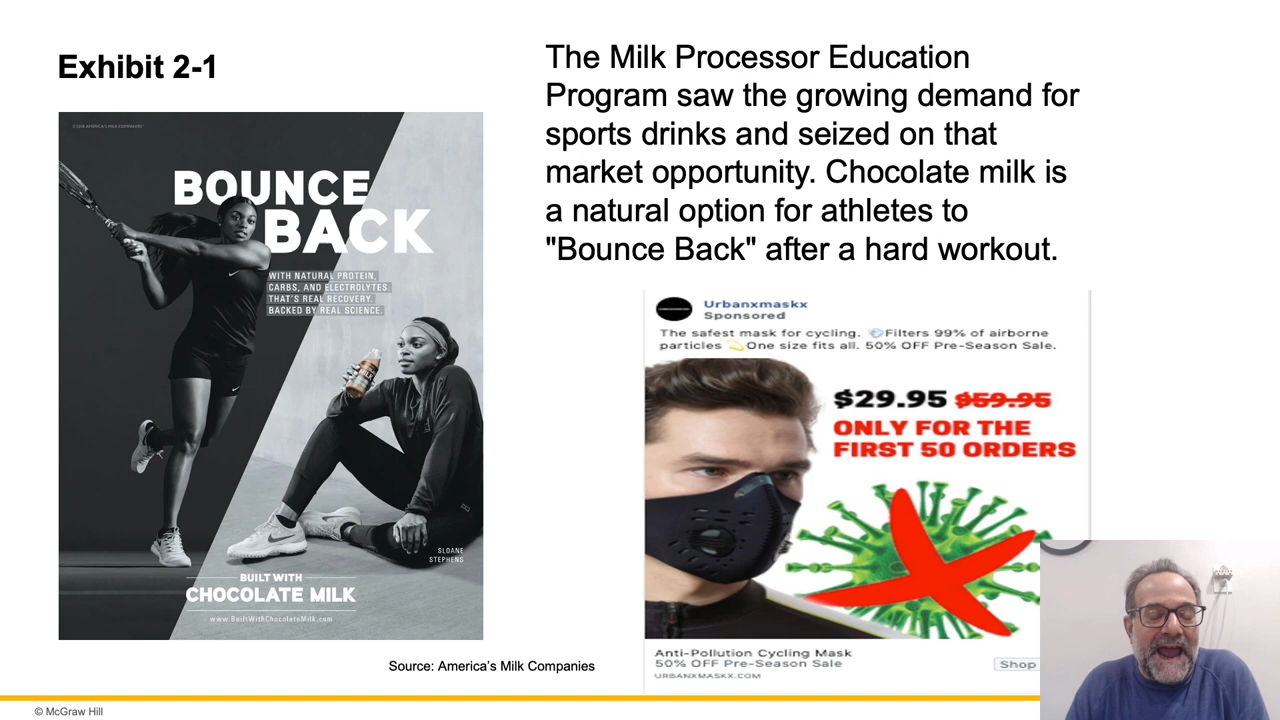 Exhibit 2-1
The Milk Processor Education
Program saw the growing demand for
sports drinks and seized on that
market opportunity. Chocolate milk is
a natural option for athletes to
"Bounce Back" after a hard workout.
BOUNCE
BACK
WITH NATURAL PROTEIN,
CARBS, AND ELECTROLYTES.
THAT'S REAL RECOVERY.
BACKED BY REAL SCIENCE.
MILK
SLOANE
STEPHENS
BUILT WITH
CHOCOLATE MILK
www.BuiltWithChocolateMilk.com
Urbanxmaskx
Sponsored
The safest mask for cycling. Filters 99% of airborne
particles One size fits all. 50% OFF Pre-Season Sale.
$29.95 $59.95
ONLY FOR THE
FIRST 50 ORDERS
Anti-Pollution Cycling Mask
50% OFF Pre-Season Sale
URBANXMASKX.COM
Shop
Source: America's Milk Companies
© McGraw Hill